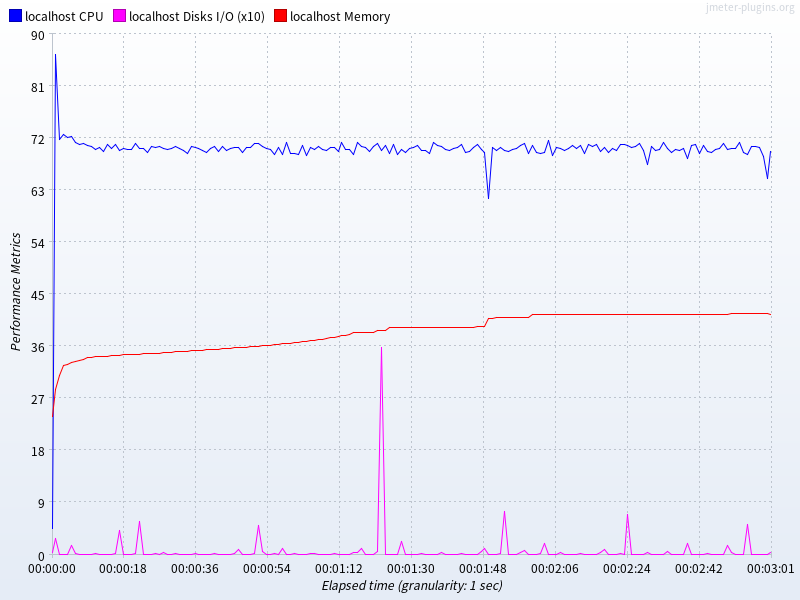 jmeter-plugins.org
localhost CPU localhost Disks I/O (x10) localhost Memory
90
81
72
63
54
45
36
27
18
9
0
Performance Metrics
00:00:00 00:00:18 00:00:36 00:00:54 00:01:12 00:01:30 00:01:48 00:02:06 00:02:24 00:02:42 00:03:01
Elapsed time (granularity: 1 sec)